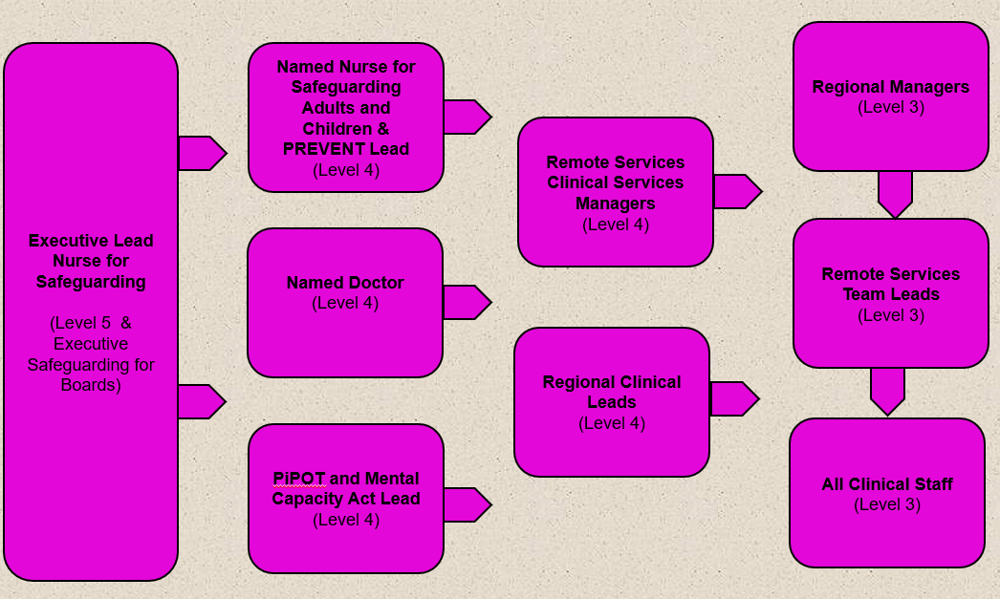 Executive Lead
Nurse for
Safeguarding
(Level 5  &
Executive
Safeguarding for
Boards)
Named Nurse for
Safeguarding
Adults and
Children &
PREVENT Lead
(Level 4)
Named Doctor
(Level 4)
PiPOT and Mental
Capacity Act Lead
(Level 4)
Remote Services
Clinical Services
Managers
(Level 4)
Regional Clinical
Leads
(Level 4)
Regional Managers
(Level 3)
Remote Services
Team Leads
(Level 3)
All Clinical Staff
(Level 3)